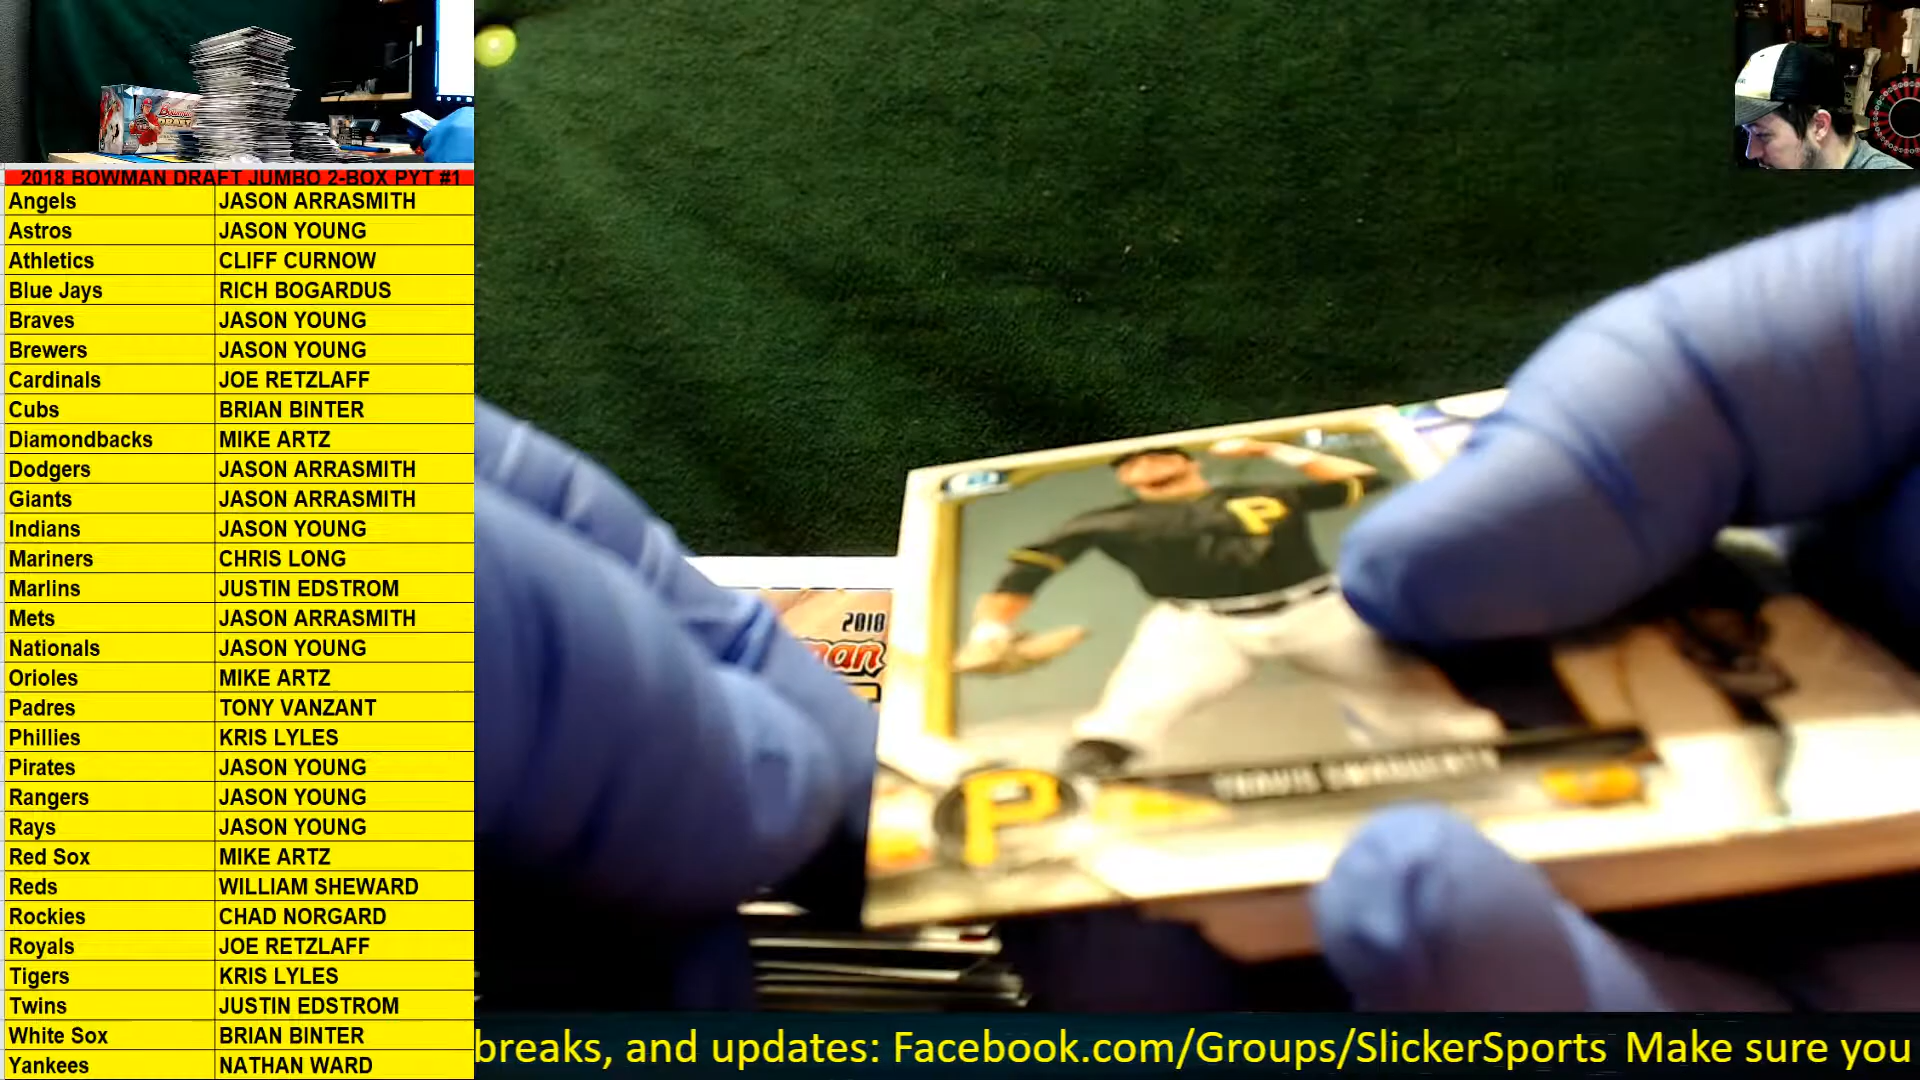 2018 BOWMAN DRAFT JUMBO 2-BOX PYT #1
Angels JASON ARRASMITH
Astros JASON YOUNG
Athletics CLIFF CURNOW
Blue Jays RICH BOGARDUS
Braves JASON YOUNG
Brewers JASON YOUNG
Cardinals JOE RETZLAFF
Cubs BRIAN BINTER
Diamondbacks MIKE ARTZ
Dodgers JASON ARRASMITH
Giants JASON ARRASMITH
Indians JASON YOUNG
Mariners CHRIS LONG
Marlins JUSTIN EDSTROM
Mets JASON ARRASMITH
Nationals JASON YOUNG
Orioles MIKE ARTZ
Padres TONY VANZANT
Phillies KRIS LYLES
Pirates JASON YOUNG
Rangers JASON YOUNG
Rays JASON YOUNG
Red Sox MIKE ARTZ
Reds WILLIAM SHEWARD
Rockies CHAD NORGARD
Royals JOE RETZLAFF
Tigers KRIS LYLES
Twins JUSTIN EDSTROM
White Sox BRIAN BINTER
Yankees NATHAN WARD
2018
man
P
TRAVIS SWAGGERTY
P
breaks, and updates: Facebook.com/Groups/SlickerSports Make sure you